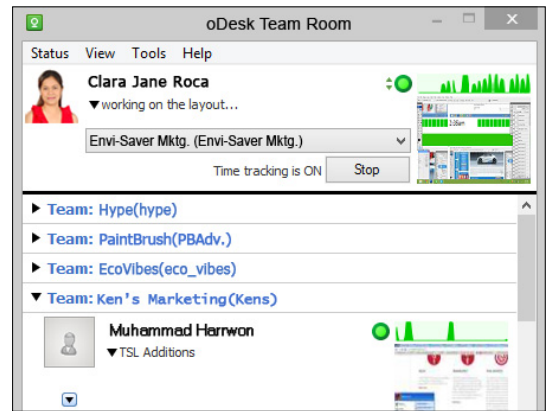 oDesk Team Room
Status View Tools Help
Clara Jane Roca
▼working on the layout...
Envi-Saver Mktg. (Envi-Saver Mktg.)
Time tracking is ON Stop
Team: Hype(hype)
Team: PaintBrush(PBAdv.)
Team: EcoVibes(eco_vibes)
Team: Ken's Marketing(Kens)
Muhammad Harrwon
▼TSL Additions